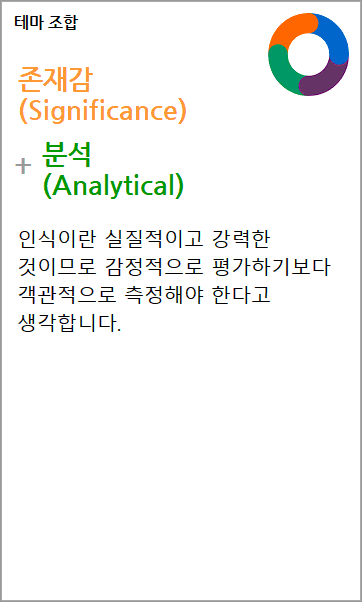 테마 조합
존재감
(Significance)
+ 분석
(Analytical)
인식이란 실질적이고 강력한
것이므로 감정적으로 평가하기보다
객관적으로 측정해야 한다고
생각합니다.